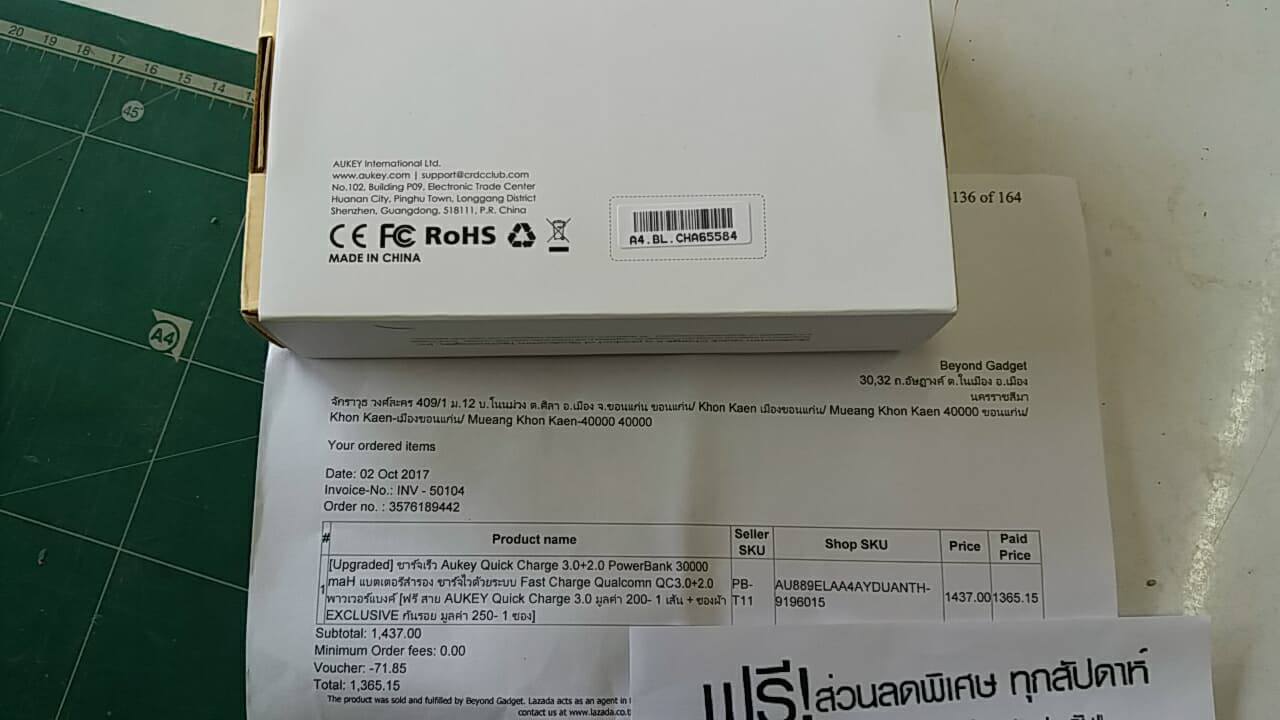 20 19 18 17 16 15 14
45
A4
AUKEY International Ltd.
www.aukey.com | support@crdcclub.com
No.102, Building P09, Electronic Trade Center
Huanan City, Pinghu Town, Longgang District
Shenzhen, Guangdong, 518111, P.R. China
CE FC RoHS
MADE IN CHINA
A4.BL.CHA65584
136 of 164
Beyond Gadget
30,32 ถ.อัษฎางค์ ต.ในเมือง อ.เมือง
นครราชสีมา
จักราวุธ วงศ์ละคร 409/1 ม.12 บ.โนนม่วง ต.ศิลา อ.เมือง จ.ขอนแก่น ขอนแก่น/ Khon Kaen เมืองขอนแก่น/ Mueang Khon Kaen 40000 ขอนแก่น/
Khon Kaen-เมืองขอนแก่น/ Mueang Khon Kaen-40000 40000
Your ordered items
Date: 02 Oct 2017
Invoice-No.: INV - 50104
Order no. : 3576189442
# Product name Seller SKU Shop SKU Price Paid Price
1 [Upgraded] ชาร์จเร็ว Aukey Quick Charge 3.0+2.0 PowerBank 30000
maH แบตเตอรี่สำรอง ชาร์จไวด้วยระบบ Fast Charge Qualcomn QC3.0+2.0
พาวเวอร์แบงค์ [ฟรี สาย AUKEY Quick Charge 3.0 มูลค่า 200- 1 เส้น + ซองผ้า
EXCLUSIVE กันรอย มูลค่า 250- 1 ซอง]
PB-T11 AU889ELAA4AYDUANTH-9196015 1437.00 1365.15
Subtotal: 1,437.00
Minimum Order fees: 0.00
Voucher: -71.85
Total: 1,365.15
The product was sold and fulfilled by Beyond Gadget. Lazada acts as an agent in
contact us at www.lazada.co.t
ฟรี! ส่วนลดพิเศษ ทุกสัปดาห์